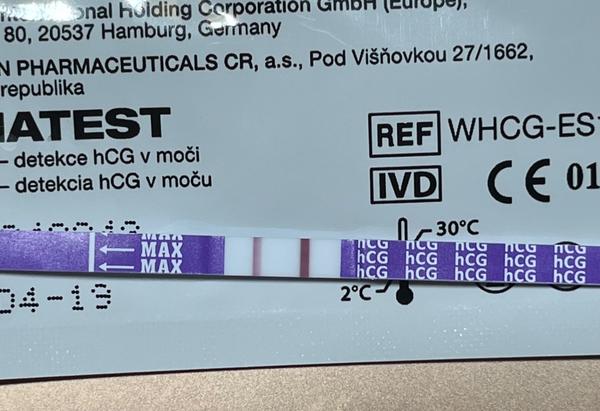 Holding Corporation GmbH (Europe),
80, 20537 Hamburg, Germany
N PHARMACEUTICALS CR, a.s., Pod Višňovkou 27/1662,
republika
IATEST
– detekce hCG v moči
– detekcia hCG v moču
REF WHCG-ES
IVD CE 01
30°C
MAX hCG hCG hCG hCG hCG
MAX hCG hCG hCG hCG hCG
MAX hCG hCG hCG hCG hCG
04-19
2°C